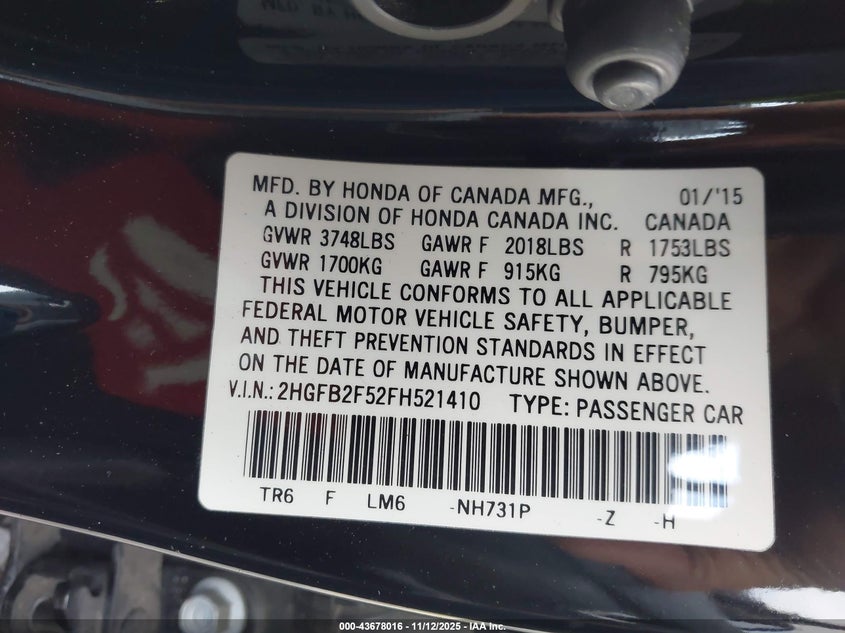 MFD. BY HONDA OF CANADA MFG., 01/'15
A DIVISION OF HONDA CANADA INC. CANADA
GVWR 3748LBS GAWR F 2018LBS R 1753LBS
GVWR 1700KG GAWR F 915KG R 795KG
THIS VEHICLE CONFORMS TO ALL APPLICABLE
FEDERAL MOTOR VEHICLE SAFETY, BUMPER,
AND THEFT PREVENTION STANDARDS IN EFFECT
ON THE DATE OF MANUFACTURE SHOWN ABOVE.
V.I.N.: 2HGFB2F52FH521410 TYPE: PASSENGER CAR
TR6 F LM6 -NH731P -Z -H
000-43678016 — 11/12/2025 — IAA Inc.